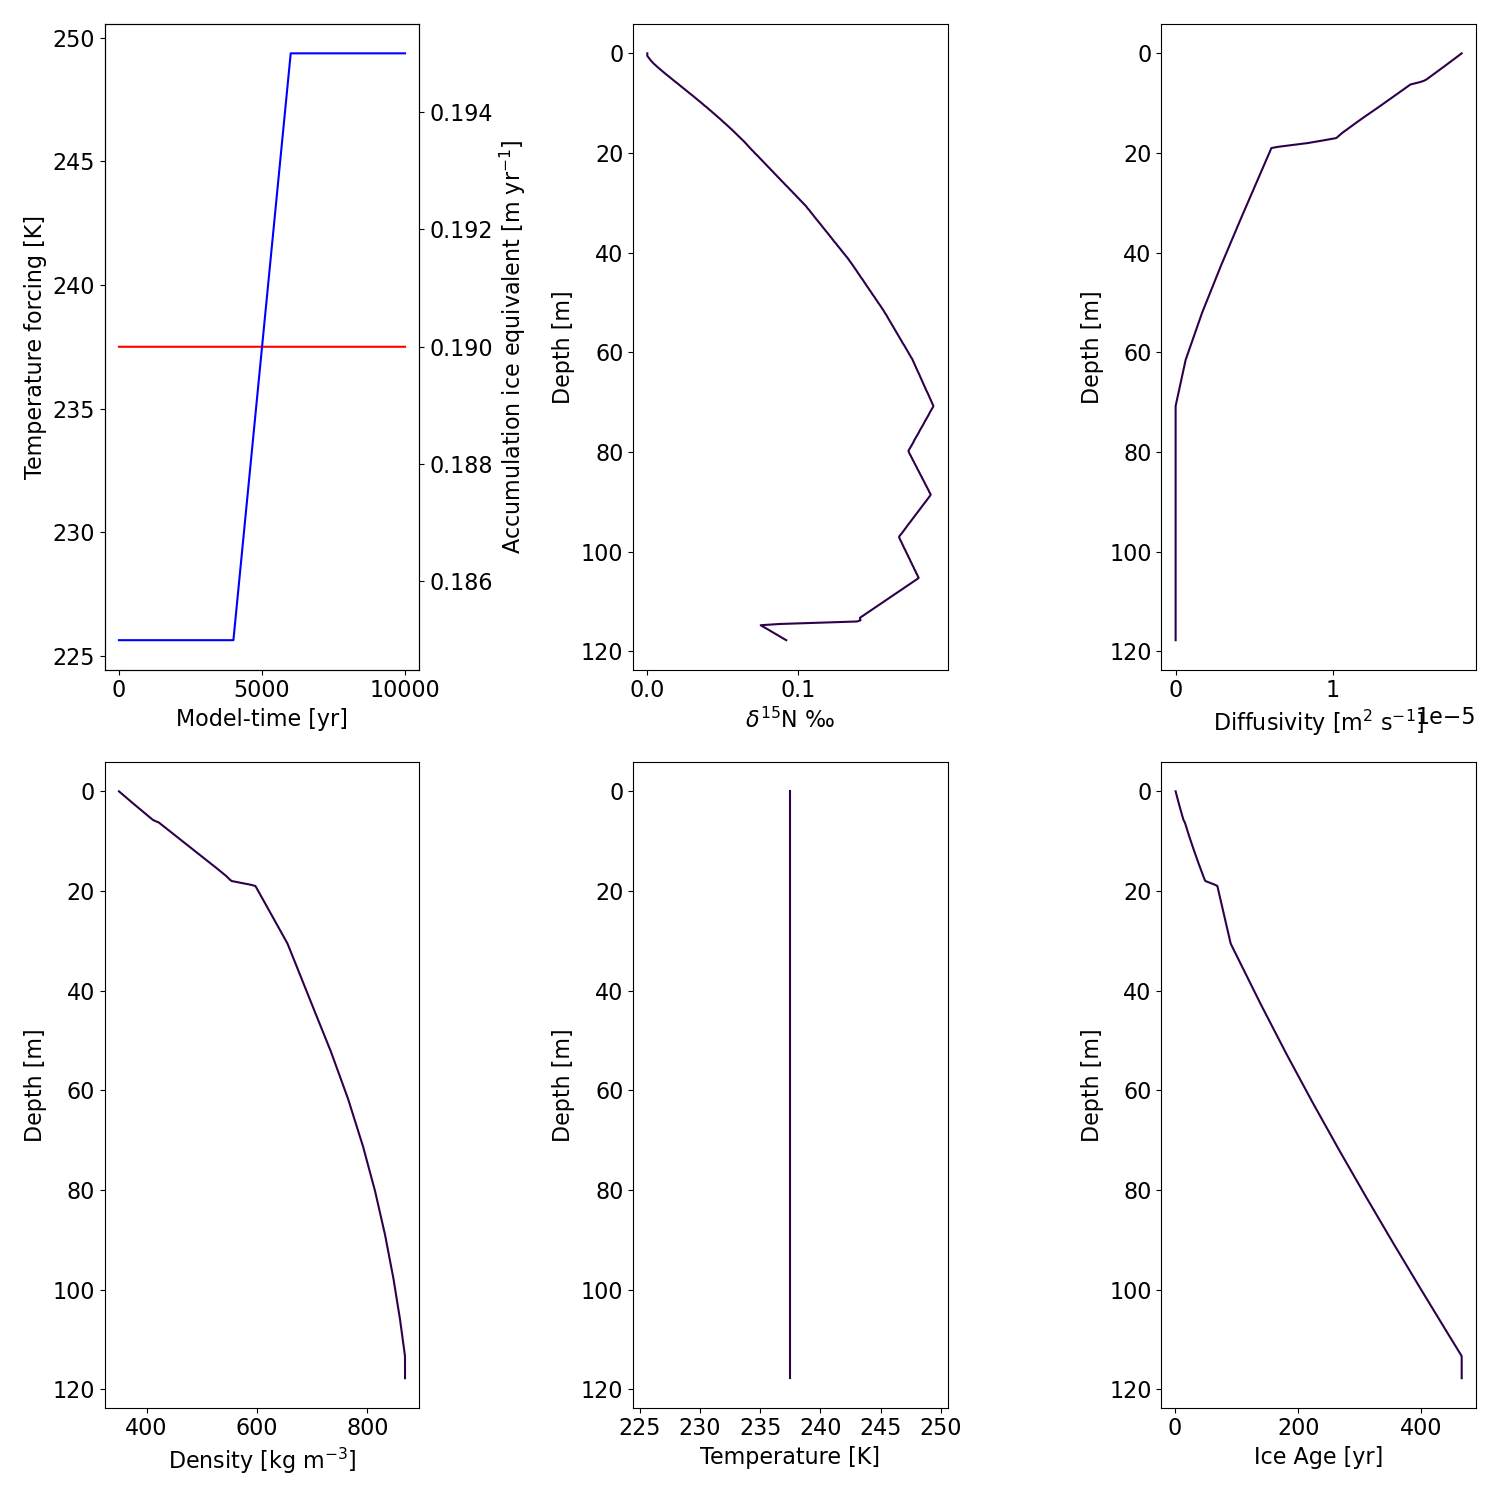 250
245
240
235
230
225
Temperature forcing [K]
0.194
0.192
0.190
0.188
0.186
Accumulation ice equivalent [m yr⁻¹]
0 5000 10000
Model-time [yr]
0
20
40
60
80
100
120
Depth [m]
0.0 0.1
δ¹⁵N ‰
0
20
40
60
80
100
120
Depth [m]
0 1
Diffusivity [m² s⁻¹]
1e−5
0
20
40
60
80
100
120
Depth [m]
400 600 800
Density [kg m⁻³]
0
20
40
60
80
100
120
Depth [m]
225 230 235 240 245 250
Temperature [K]
0
20
40
60
80
100
120
Depth [m]
0 200 400
Ice Age [yr]